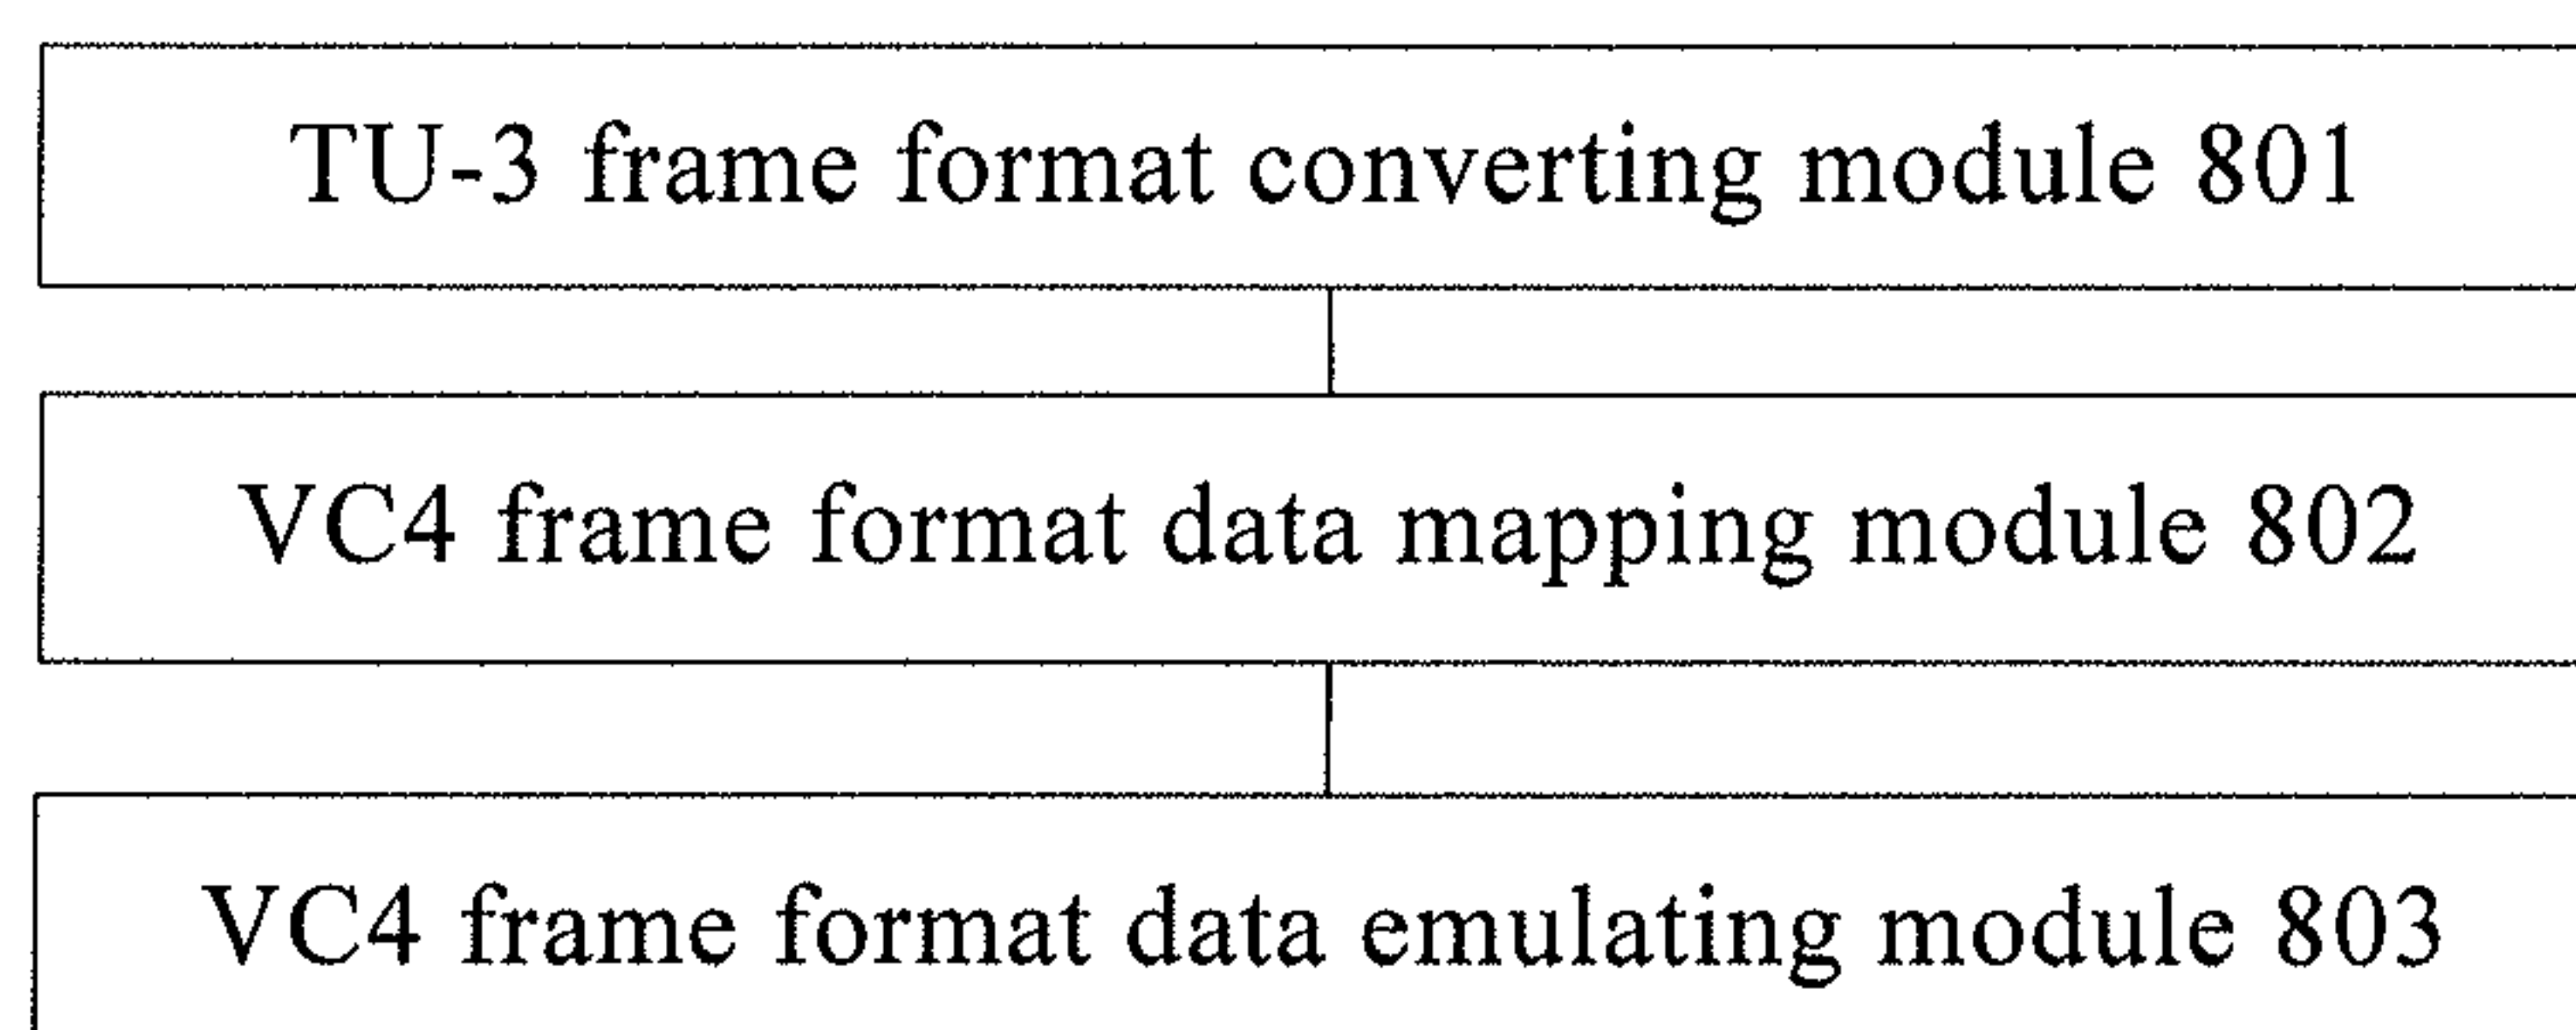 TU-3 frame format converting module 801
VC4 frame format data mapping module 802
VC4 frame format data emulating module 803